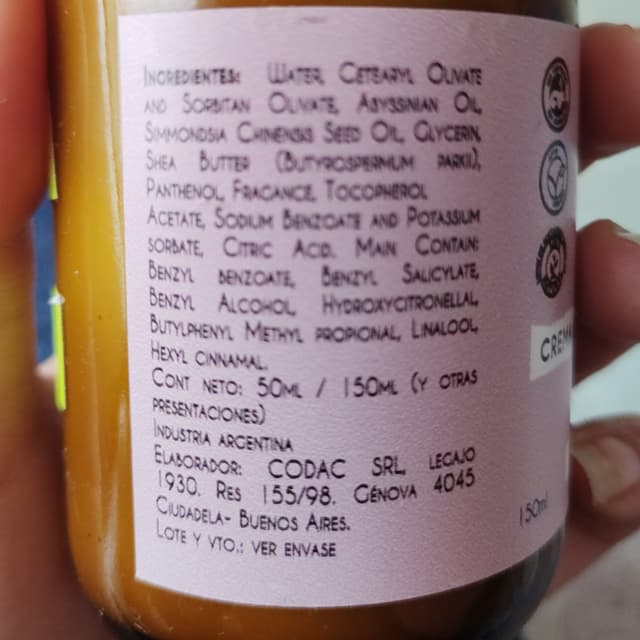 Ingredientes: Water, Cetearyl Olivate
and Sorbitan Olivate, Abyssinian Oil,
Simmondsia Chinensis Seed Oil, Glycerin,
Shea Butter (Butyrospermum parkii),
Panthenol, Fragance, Tocopherol
Acetate, Sodium Benzoate and Potassium
sorbate, Citric Acid. Main Contain:
Benzyl benzoate, Benzyl Salicylate,
Benzyl Alcohol, Hydroxycitronellal,
Butylphenyl Methyl propional, Linalool,
Hexyl cinnamal.
Cont neto: 50ml / 150ml (y otras
presentaciones)
Industria argentina
Elaborador: CODAC SRL, legajo
1930. Res 155/98. Génova 4045
Ciudadela- Buenos Aires.
Lote y vto.: ver envase
CREMA
150ml